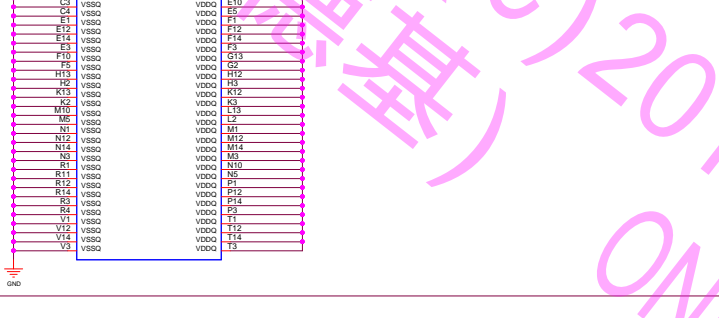 C3 VSSQ VDDQ E10
C4 VSSQ VDDQ E5
E1 VSSQ VDDQ F1
E12 VSSQ VDDQ F12
E14 VSSQ VDDQ F14
E3 VSSQ VDDQ F3
F10 VSSQ VDDQ G13
F5 VSSQ VDDQ G2
H13 VSSQ VDDQ H12
H2 VSSQ VDDQ H3
K13 VSSQ VDDQ K12
K2 VSSQ VDDQ K3
M10 VSSQ VDDQ L13
M5 VSSQ VDDQ L2
N1 VSSQ VDDQ M1
N12 VSSQ VDDQ M12
N14 VSSQ VDDQ M14
N3 VSSQ VDDQ M3
R1 VSSQ VDDQ N10
R11 VSSQ VDDQ N5
R12 VSSQ VDDQ P1
R14 VSSQ VDDQ P12
R3 VSSQ VDDQ P14
R4 VSSQ VDDQ P3
V1 VSSQ VDDQ T1
V12 VSSQ VDDQ T12
V14 VSSQ VDDQ T14
V3 VSSQ VDDQ T3
GND
德基)
)201
ON